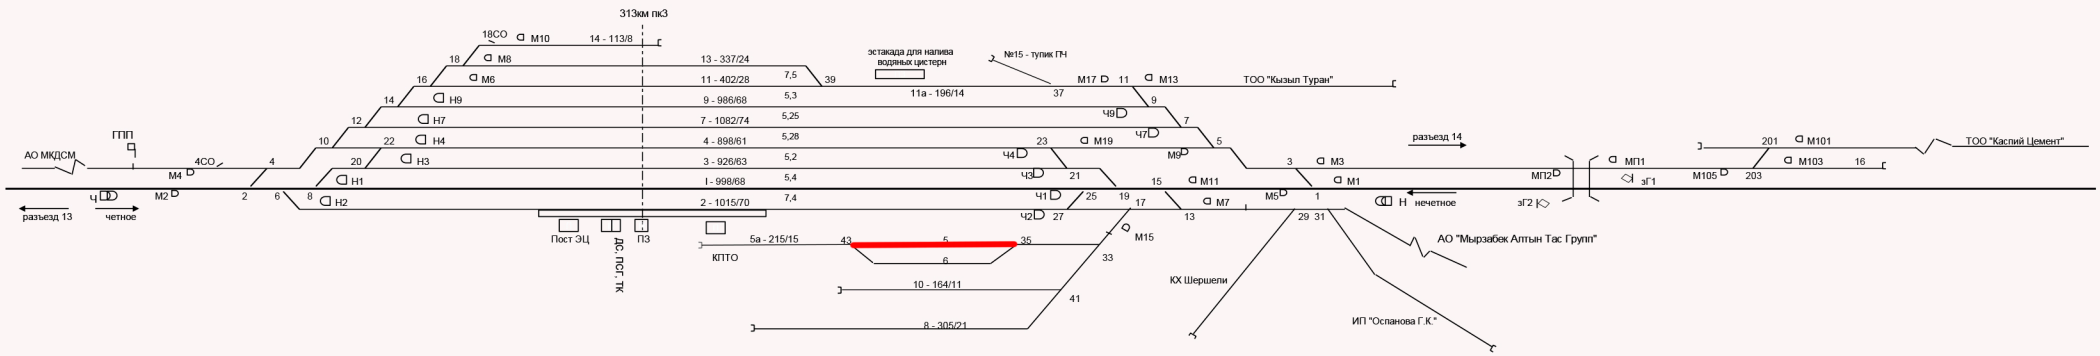 313км пк3
18СО М10 14 - 113/8
18 М8 13 - 337/24
эстакада для налива
водяных цистерн
№15 - тупик ПЧ
16 М6 11 - 402/28 7,5 39 М17 11 М13 ТОО "Кызыл Туран"
11а - 196/14 37
14 Н9 9 - 986/68 5,3 Ч9 9
12 Н7 7 - 1082/74 5,25 Ч7 7
ГПП
10 22 Н4 4 - 898/61 5,28 23 М19 5 разъезд 14 201 М101 ТОО "Каспий Цемент"
АО МКДСМ 4СО 4 20 Н3 3 - 926/63 5,2 Ч4 М9 3 М3 МП1 М103 16
М4 Н1 I - 998/68 5,4 Ч3 21 15 М11 М1 МП2 зГ1 М105 203
Ч М2 2 6 8 Н2 2 - 1015/70 7,4 Ч1 25 19 М7 М5 1 Н нечетное зГ2
разъезд 13 четное Ч2 27 17 13 29 31
Пост ЭЦ ДС, ПСГ, ТК ПЗ КПТО
5а - 215/15 43 5 35 М15 АО "Мырзабек Алтын Тас Групп"
6 33
10 - 164/11 41 КХ Шершели
8 - 305/21 ИП "Оспанова Г.К."